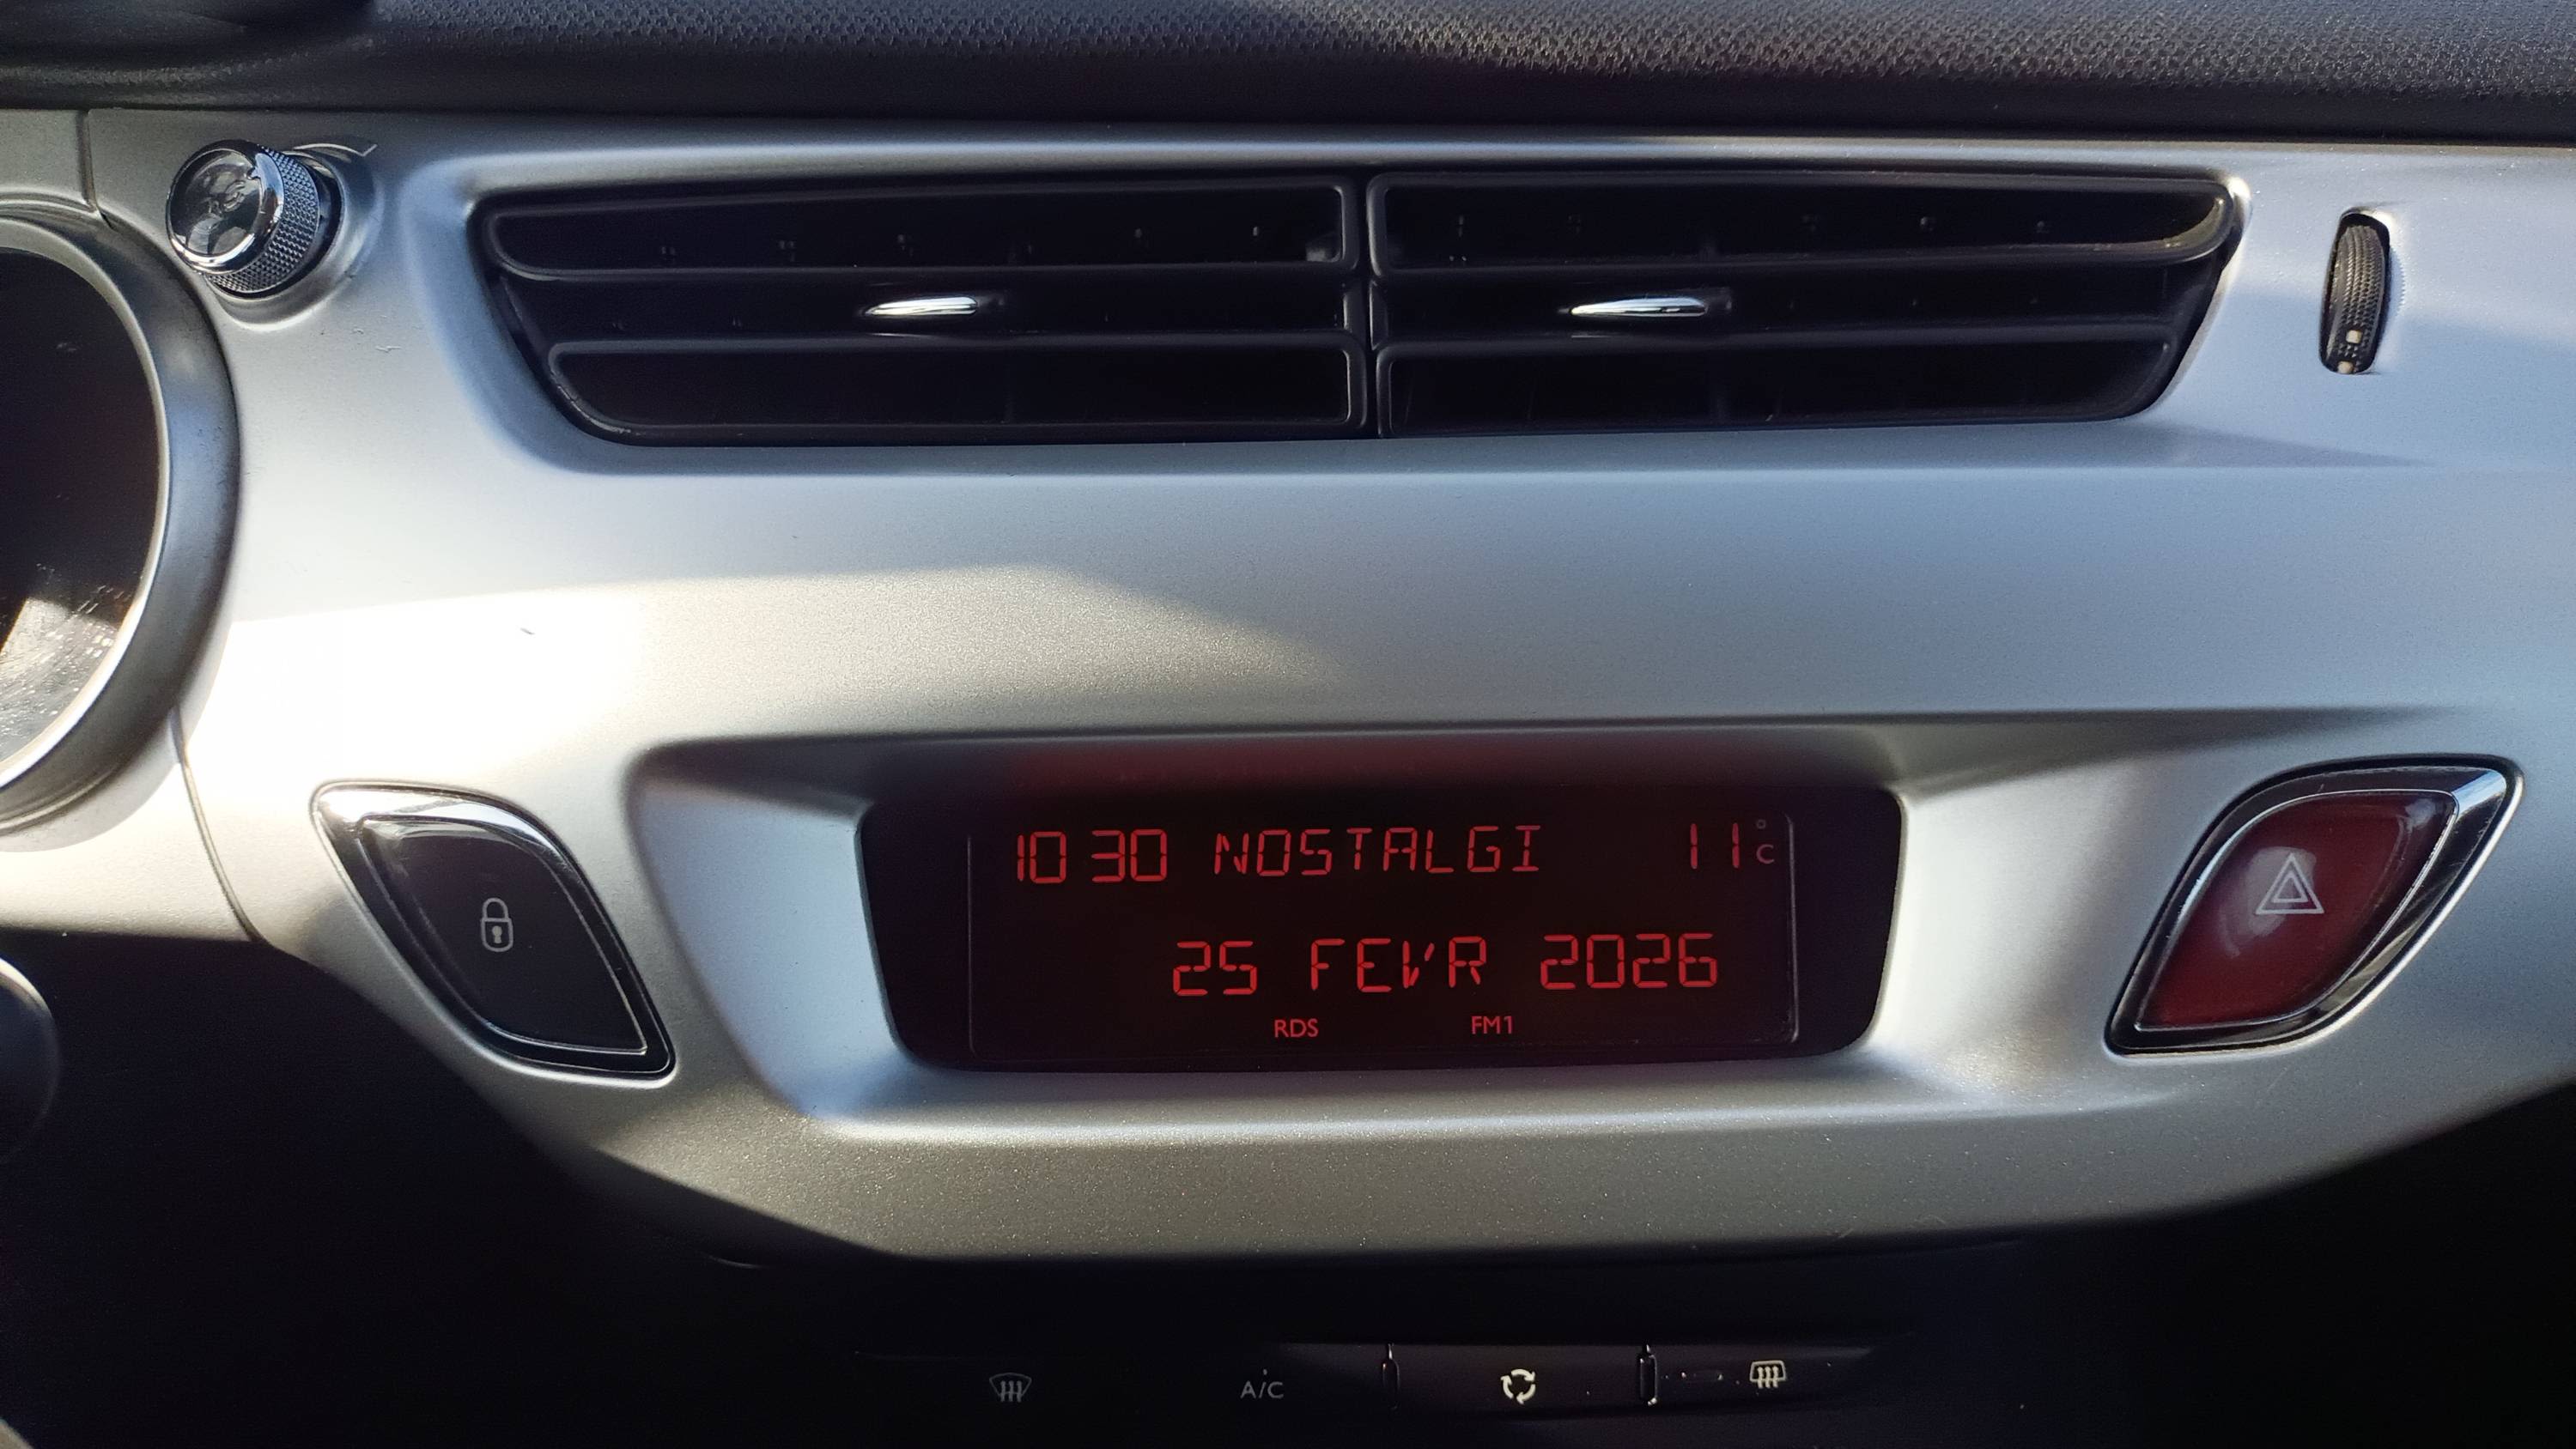 10 30 NOSTALGI 11°C
25 FEVR 2026
RDS FM1
A/C